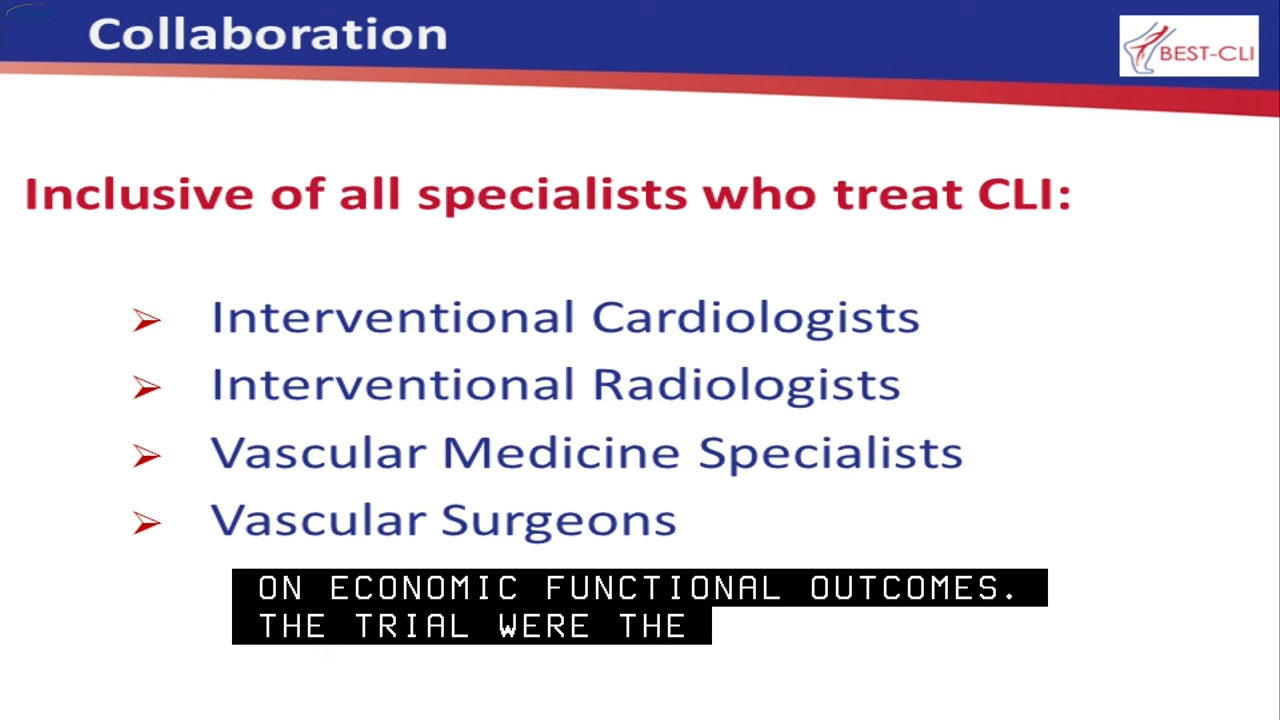 Collaboration
BEST-CLI
Inclusive of all specialists who treat CLI:
➢ Interventional Cardiologists
➢ Interventional Radiologists
➢ Vascular Medicine Specialists
➢ Vascular Surgeons
ON ECONOMIC FUNCTIONAL OUTCOMES.
THE TRIAL WERE THE